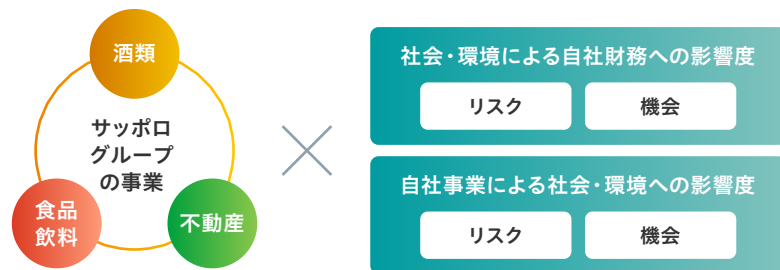 酒類
サッポロ
グループ
の事業
食品
飲料
不動産
社会・環境による自社財務への影響度
リスク
機会
自社事業による社会・環境への影響度
リスク
機会